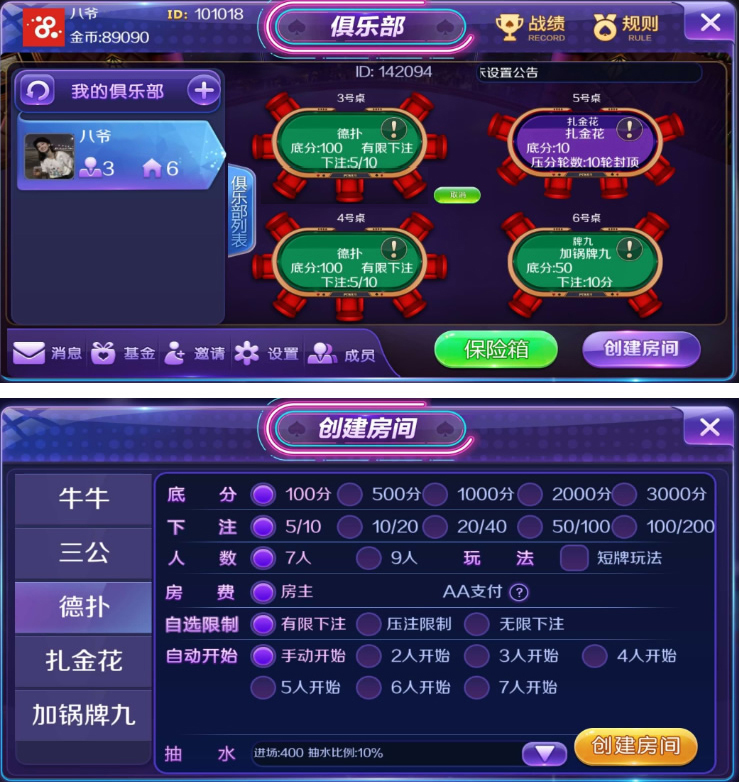 八爷
ID: 101018
金币:89090
俱乐部
战绩
RECORD
规则
RULE
ID: 142094
未设置公告
我的俱乐部
八爷
3
6
俱乐部列表
3号桌
德扑
底分:100 有限下注
下注:5/10
5号桌
扎金花
扎金花
底分:10
压分轮数:10轮封顶
取消
4号桌
德扑
底分:100 有限下注
下注:5/10
6号桌
牌九
加锅牌九
底分:50
下注:10分
消息
基金
邀请
设置
成员
保险箱
创建房间
创建房间
牛牛
三公
德扑
扎金花
加锅牌九
底 分 100分 500分 1000分 2000分 3000分
下 注 5/10 10/20 20/40 50/100 100/200
人 数 7人 9人 玩 法 短牌玩法
房 费 房主 AA支付 ?
自选限制 有限下注 压注限制 无限下注
自动开始 手动开始 2人开始 3人开始 4人开始
5人开始 6人开始 7人开始
抽 水 进场:400 抽水比例:10%
创建房间